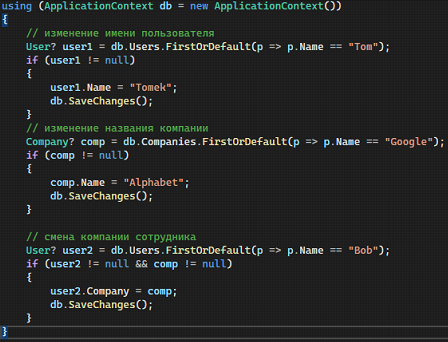 using (ApplicationContext db = new ApplicationContext())
{
    // изменение имени пользователя
    User? user1 = db.Users.FirstOrDefault(p => p.Name == "Tom");
    if (user1 != null)
    {
        user1.Name = "Tomek";
        db.SaveChanges();
    }
    // изменение названия компании
    Company? comp = db.Companies.FirstOrDefault(p => p.Name == "Google");
    if (comp != null)
    {
        comp.Name = "Alphabet";
        db.SaveChanges();
    }

    // смена компании сотрудника
    User? user2 = db.Users.FirstOrDefault(p => p.Name == "Bob");
    if (user2 != null && comp != null)
    {
        user2.Company = comp;
        db.SaveChanges();
    }
}